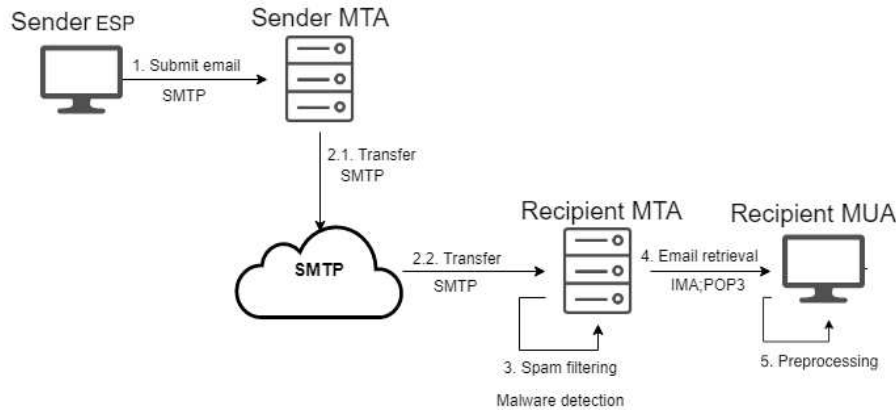 Sender ESP
Sender MTA
1. Submit email
SMTP
2.1. Transfer
SMTP
SMTP
2.2. Transfer
SMTP
Recipient MTA
4. Email retrieval
IMA;POP3
Recipient MUA
3. Spam filtering
Malware detection
5. Preprocessing